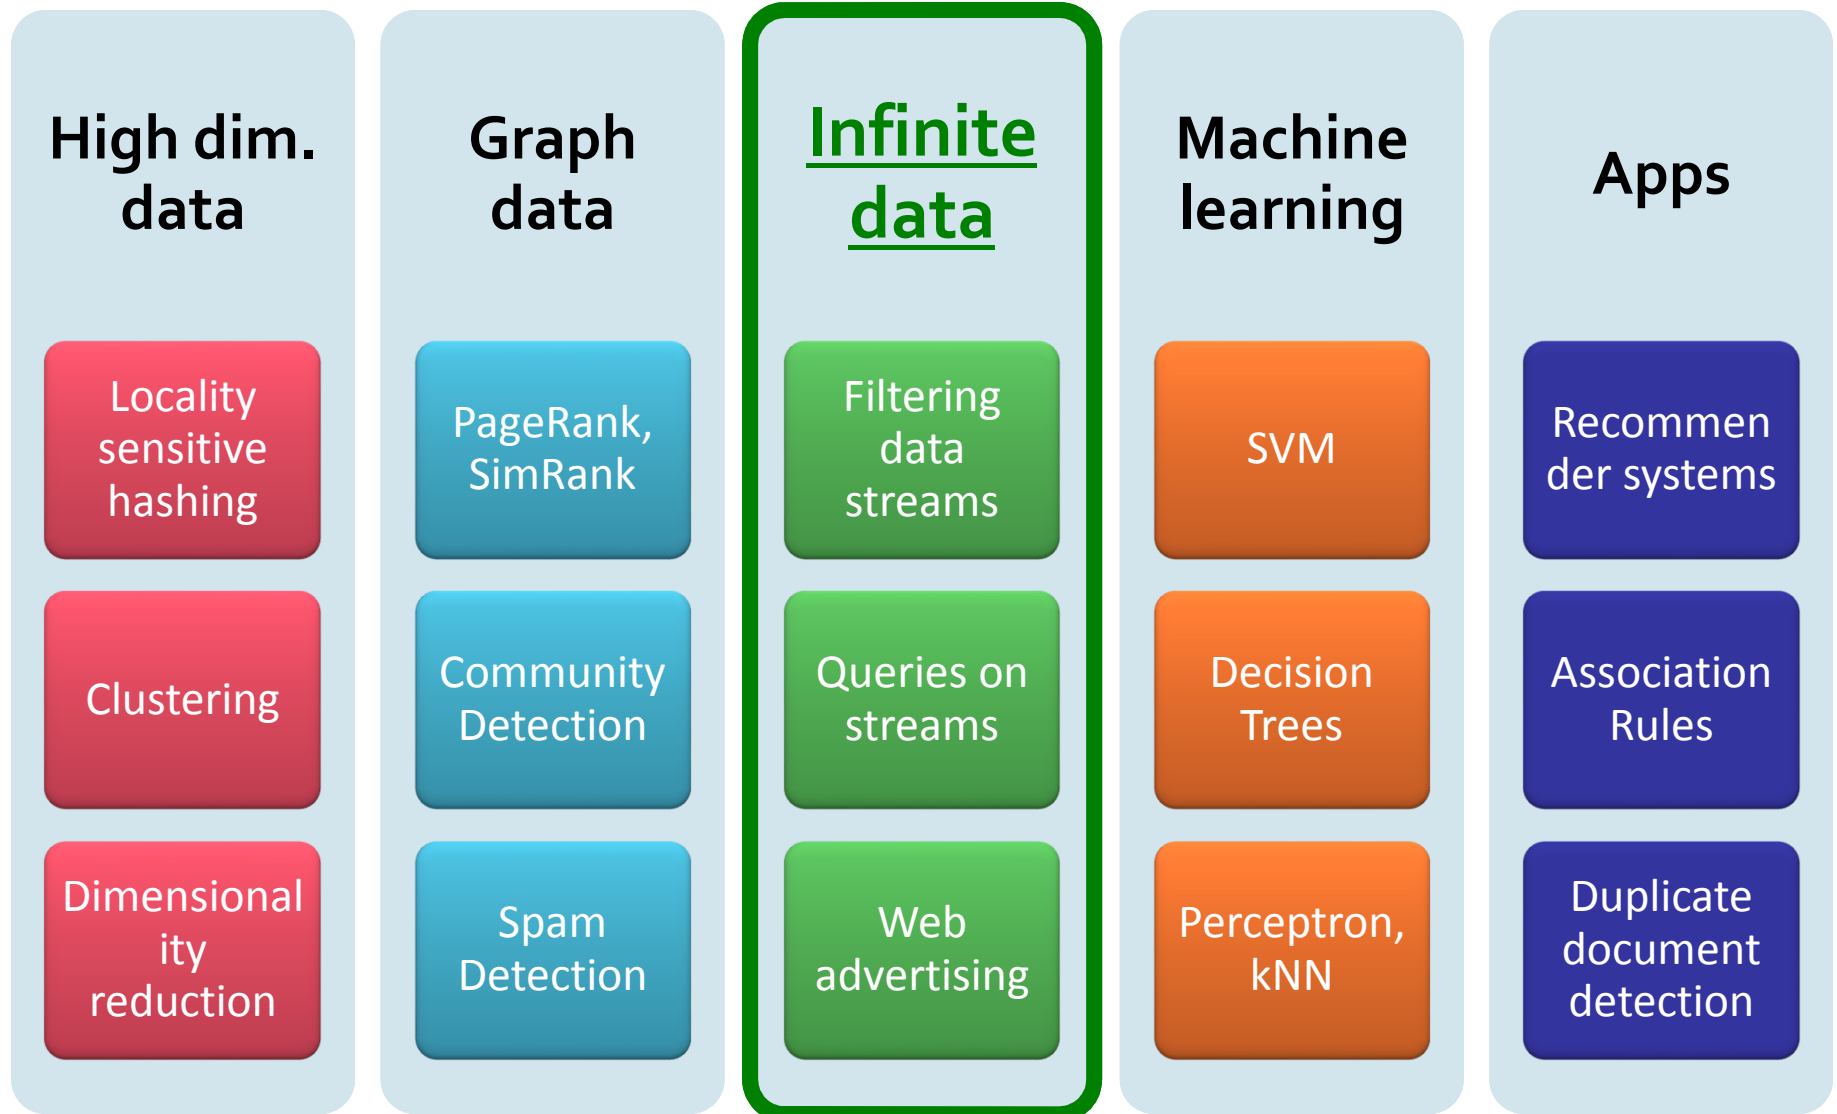 High dim.
data
Locality
sensitive
hashing
Clustering
Dimensional
ity
reduction
Graph
data
PageRank,
SimRank
Community
Detection
Spam
Detection
Infinite
data
Filtering
data
streams
Queries on
streams
Web
advertising
Machine
learning
SVM
Decision
Trees
Perceptron,
kNN
Apps
Recommen
der systems
Association
Rules
Duplicate
document
detection